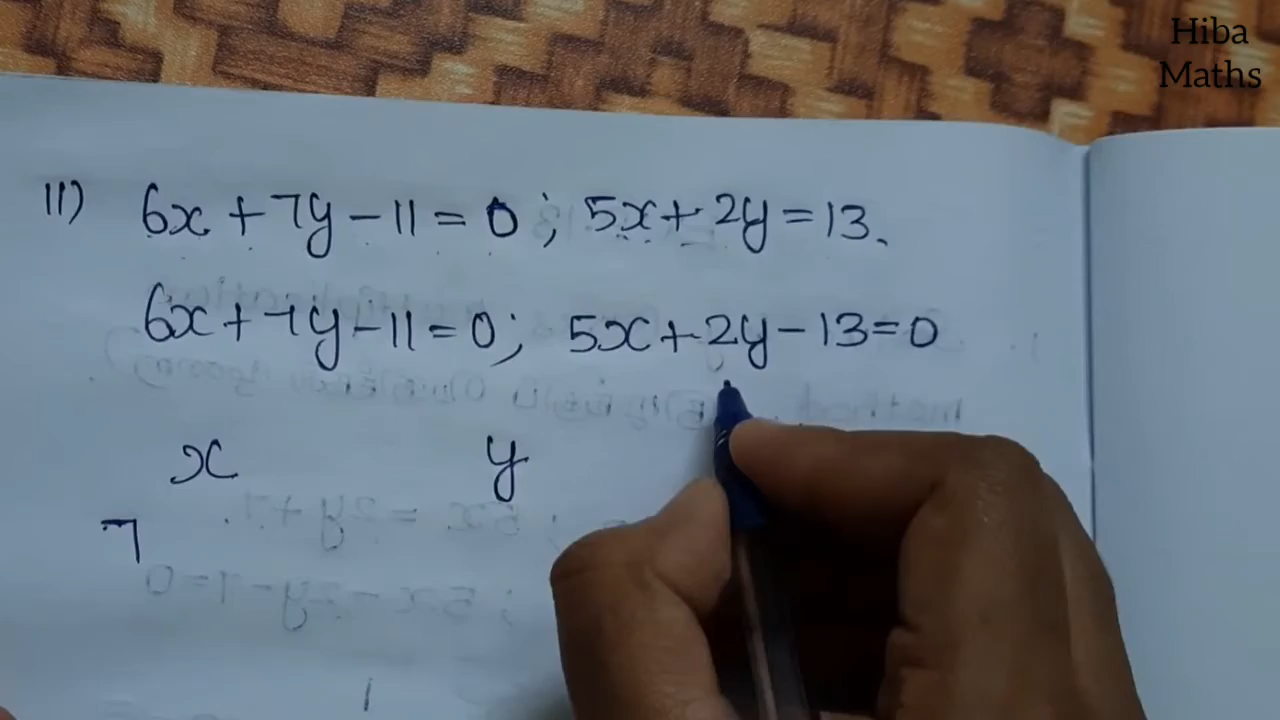 Hiba
Maths
11) 6x + 7y - 11 = 0 ; 5x + 2y = 13.
6x + 7y - 11 = 0 ; 5x + 2y - 13 = 0
x y
7